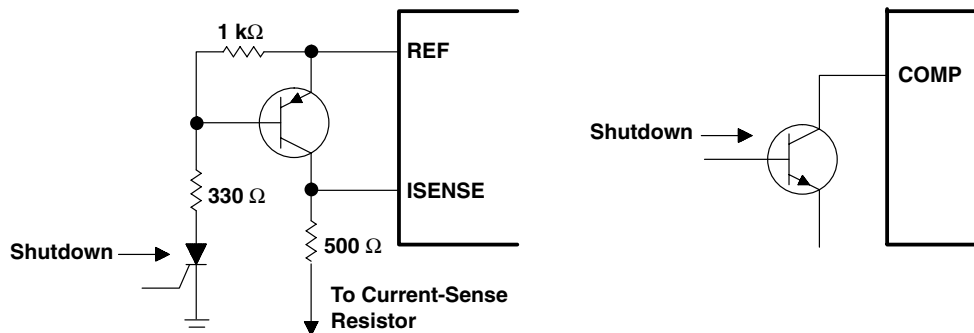 1 kΩ
REF
COMP
Shutdown
330 Ω
ISENSE
500 Ω
Shutdown
To Current-Sense
Resistor